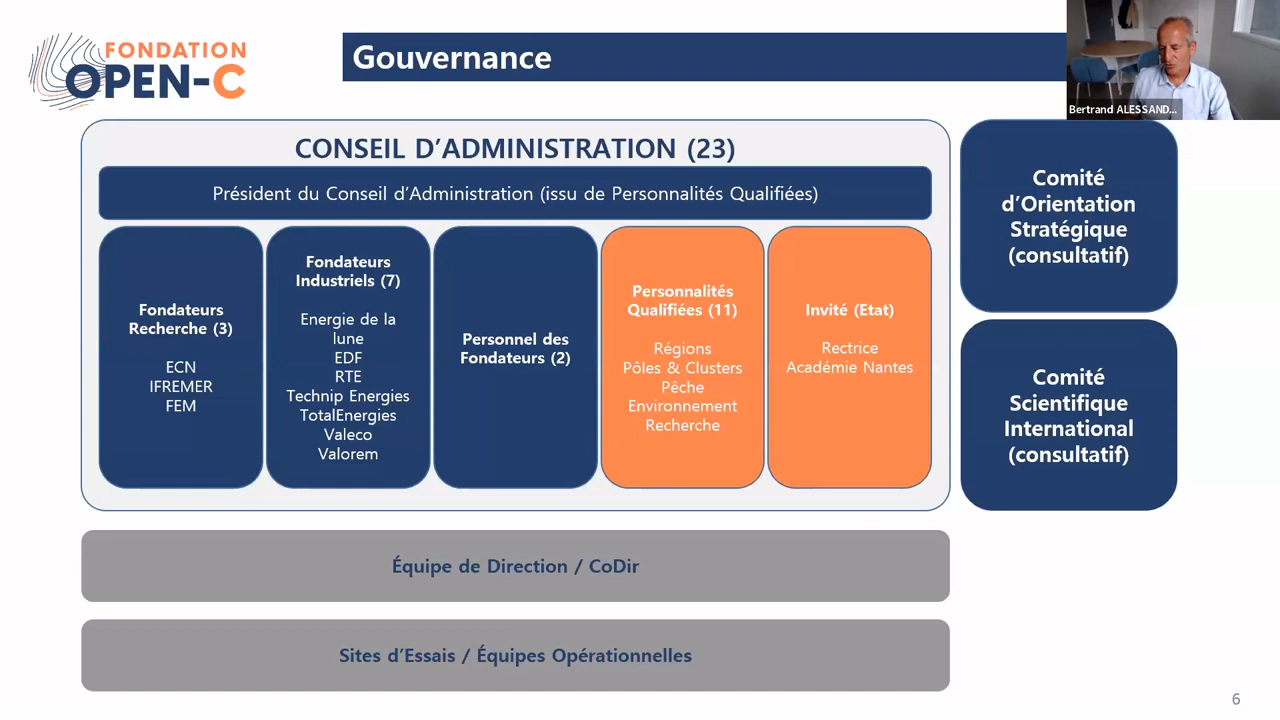 FONDATION
OPEN-C
Gouvernance
Bertrand ALESSAND...
CONSEIL D’ADMINISTRATION (23)
Président du Conseil d’Administration (issu de Personnalités Qualifiées)
Fondateurs
Recherche (3)
ECN
IFREMER
FEM
Fondateurs
Industriels (7)
Energie de la
lune
EDF
RTE
Technip Energies
TotalEnergies
Valeco
Valorem
Personnel des
Fondateurs (2)
Personnalités
Qualifiées (11)
Régions
Pôles & Clusters
Pêche
Environnement
Recherche
Invité (Etat)
Rectrice
Académie Nantes
Comité
d’Orientation
Stratégique
(consultatif)
Comité
Scientifique
International
(consultatif)
Équipe de Direction / CoDir
Sites d’Essais / Équipes Opérationnelles
6